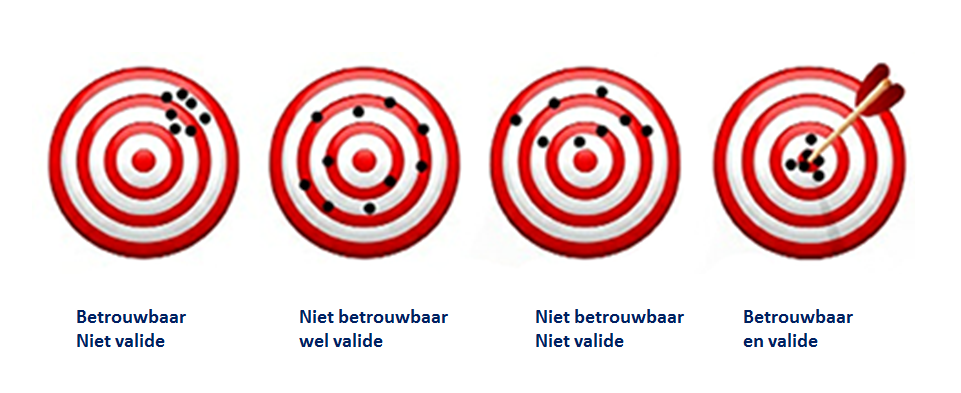 Betrouwbaar
Niet valide
Niet betrouwbaar
wel valide
Niet betrouwbaar
Niet valide
Betrouwbaar
en valide